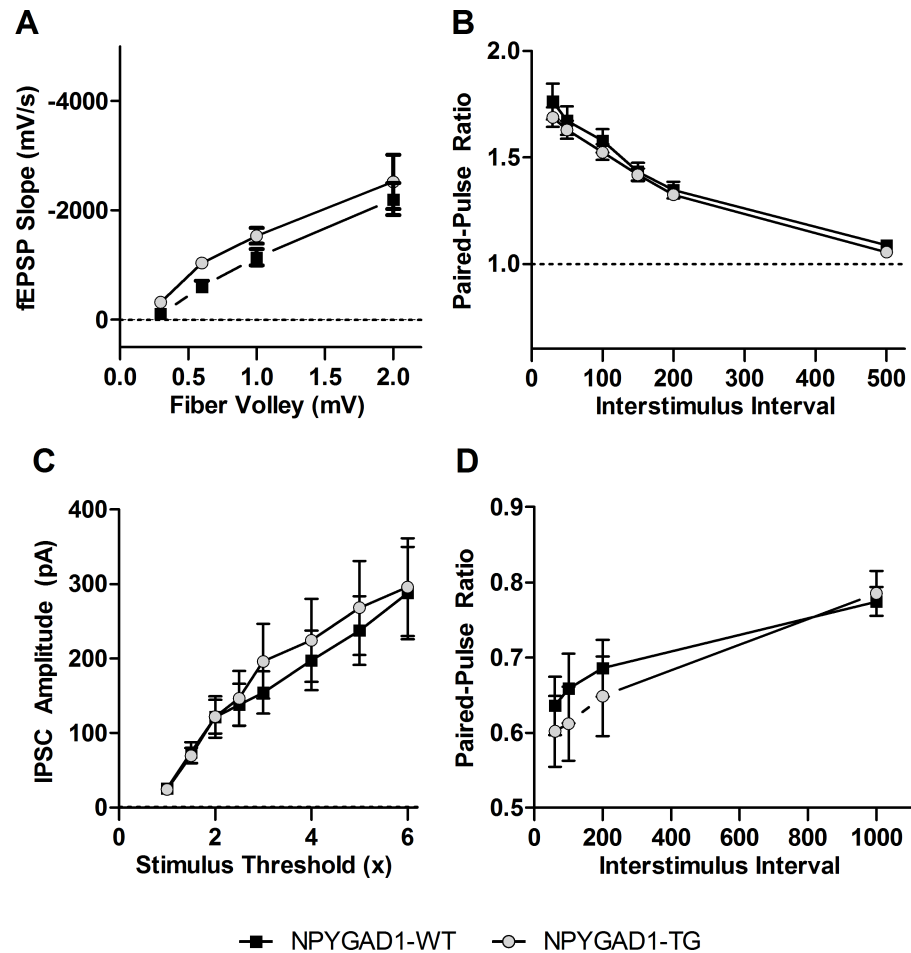 A
fEPSP Slope (mV/s)
-4000
-2000
0
0.0 0.5 1.0 1.5 2.0
Fiber Volley (mV)
B
Paired-Pulse Ratio
2.0
1.5
1.0
0 100 200 300 400 500
Interstimulus Interval
C
IPSC Amplitude (pA)
400
300
200
100
0
0 2 4 6
Stimulus Threshold (x)
D
Paired-Pulse Ratio
0.9
0.8
0.7
0.6
0.5
0 200 400 600 800 1000
Interstimulus Interval
NPYGAD1-WT NPYGAD1-TG